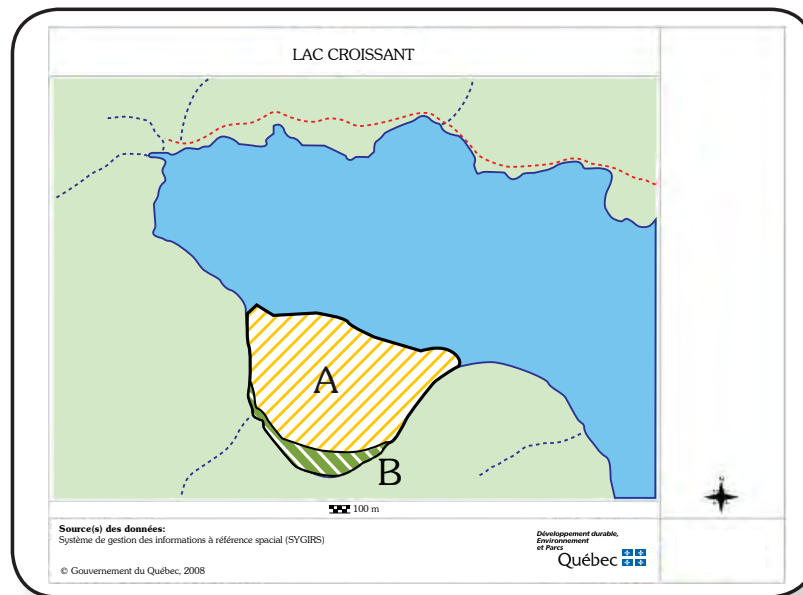 LAC CROISSANT
A
B
N
100 m
Source(s) des données:
Système de gestion des informations à référence spacial (SYGIRS)
© Gouvernement du Québec, 2008
Développement durable,
Environnement
et Parcs
Québec